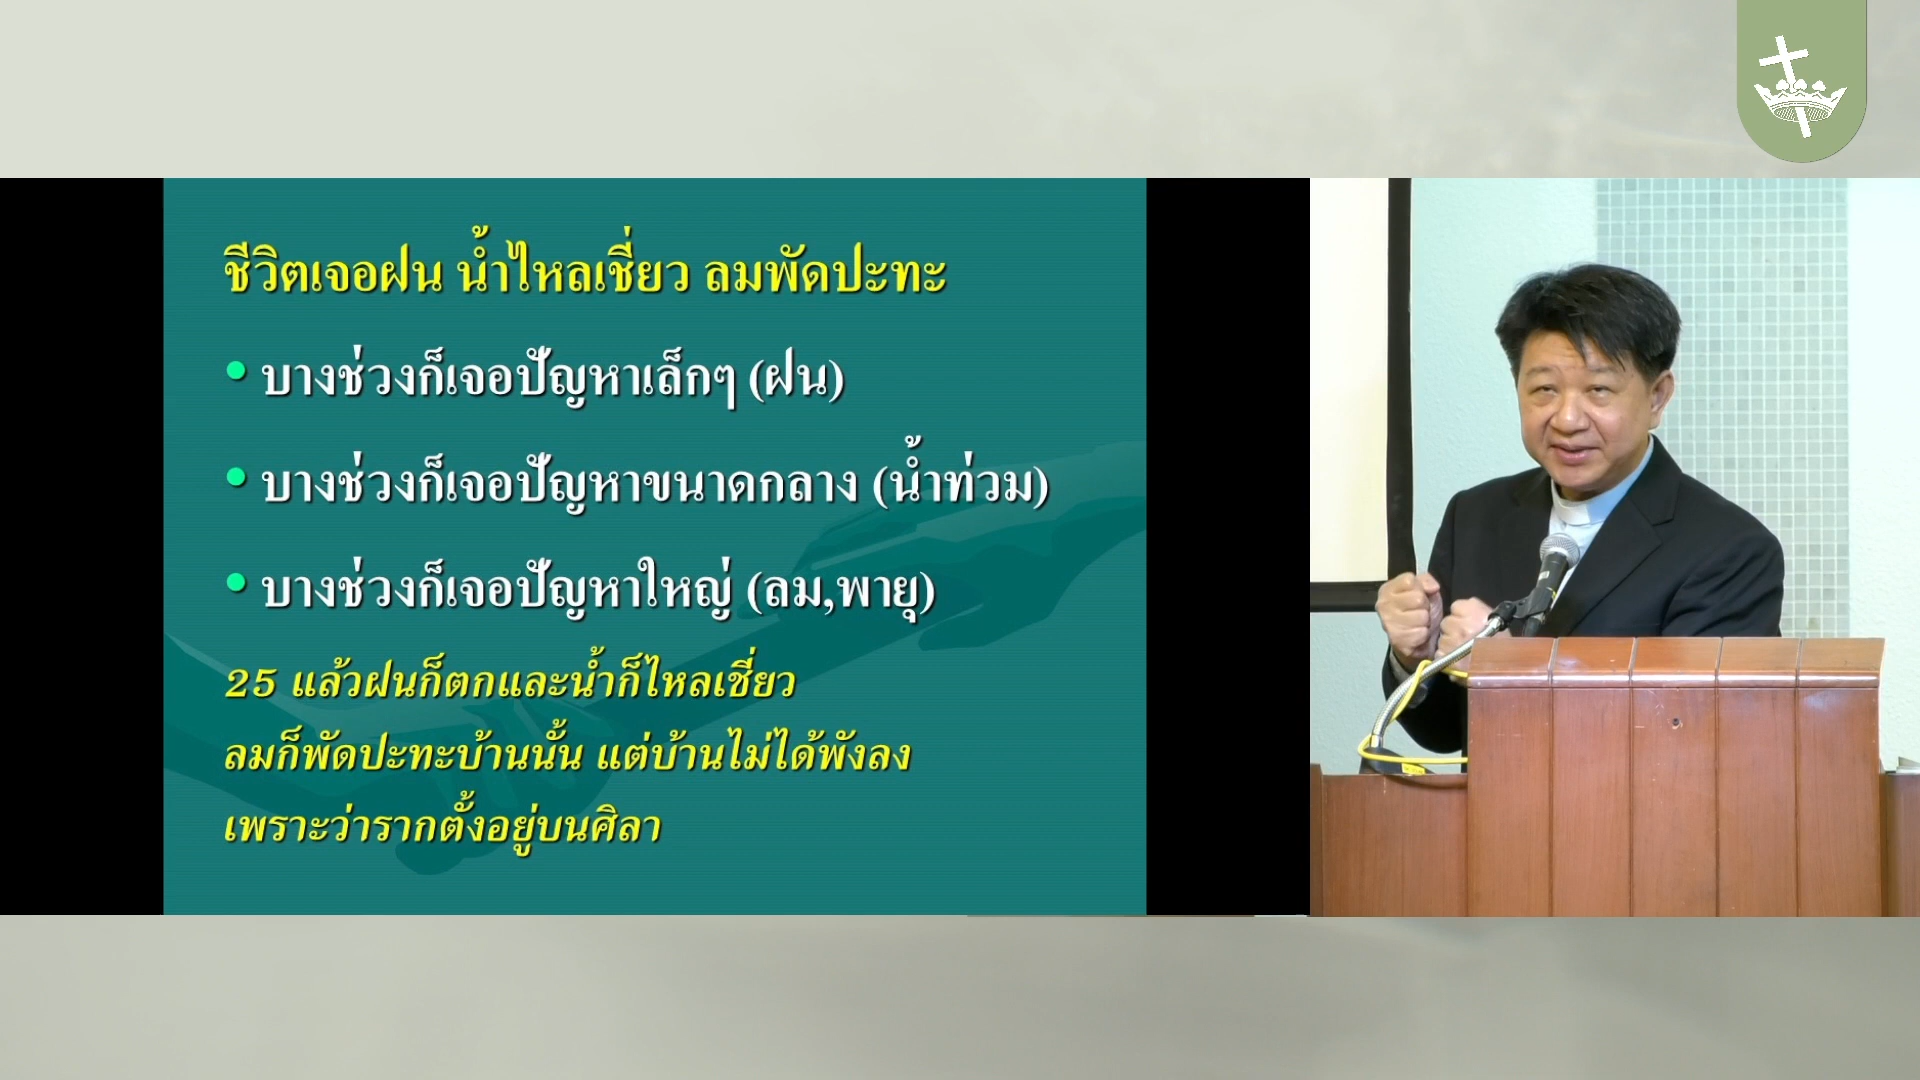 ชีวิตเจอฝน น้ำไหลเชี่ยว ลมพัดปะทะ
• บางช่วงก็เจอปัญหาเล็กๆ (ฝน)
• บางช่วงก็เจอปัญหาขนาดกลาง (น้ำท่วม)
• บางช่วงก็เจอปัญหาใหญ่ (ลม,พายุ)
25 แล้วฝนก็ตกและน้ำก็ไหลเชี่ยว
ลมก็พัดปะทะบ้านนั้น แต่บ้านไม่ได้พังลง
เพราะว่ารากตั้งอยู่บนศิลา